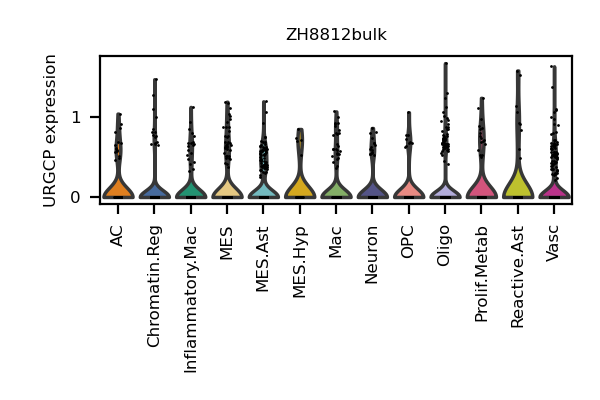 ZH8812bulk
URGCP expression
1
0
AC
Chromatin.Reg
Inflammatory.Mac
MES
MES.Ast
MES.Hyp
Mac
Neuron
OPC
Oligo
Prolif.Metab
Reactive.Ast
Vasc